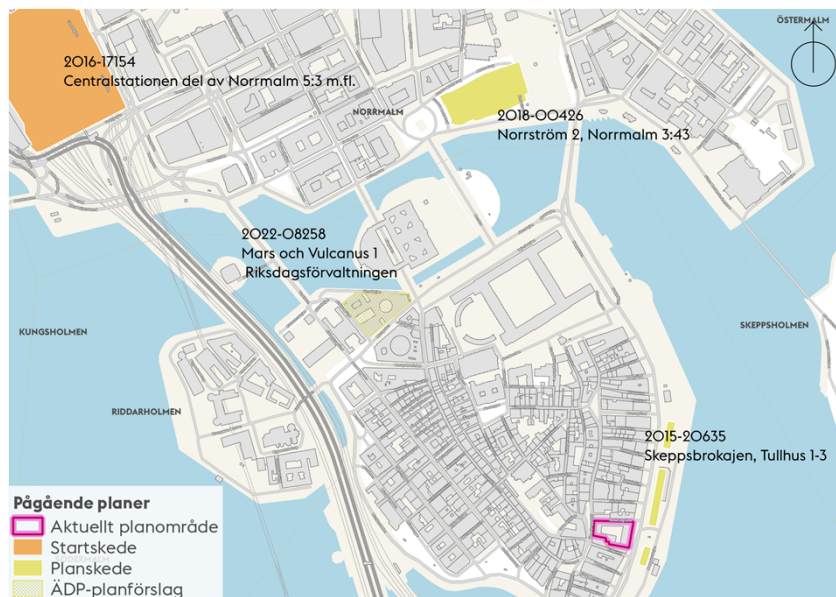 ÖSTERMALM
2016-17154
Centralstationen del av Norrmalm 5:3 m.fl.
NORRMALM
2018-00426
Norrström 2, Norrmalm 3:43
2022-08258
Mars och Vulcanus 1
Riksdagsförvaltningen
KUNGSHOLMEN
SKEPPSHOLMEN
RIDDARHOLMEN
2015-20635
Skeppsbrokajen, Tullhus 1-3
Pågående planer
Aktuellt planområde
Startskede
SÖDERMALM
Planskede
ÄDP-planförslag